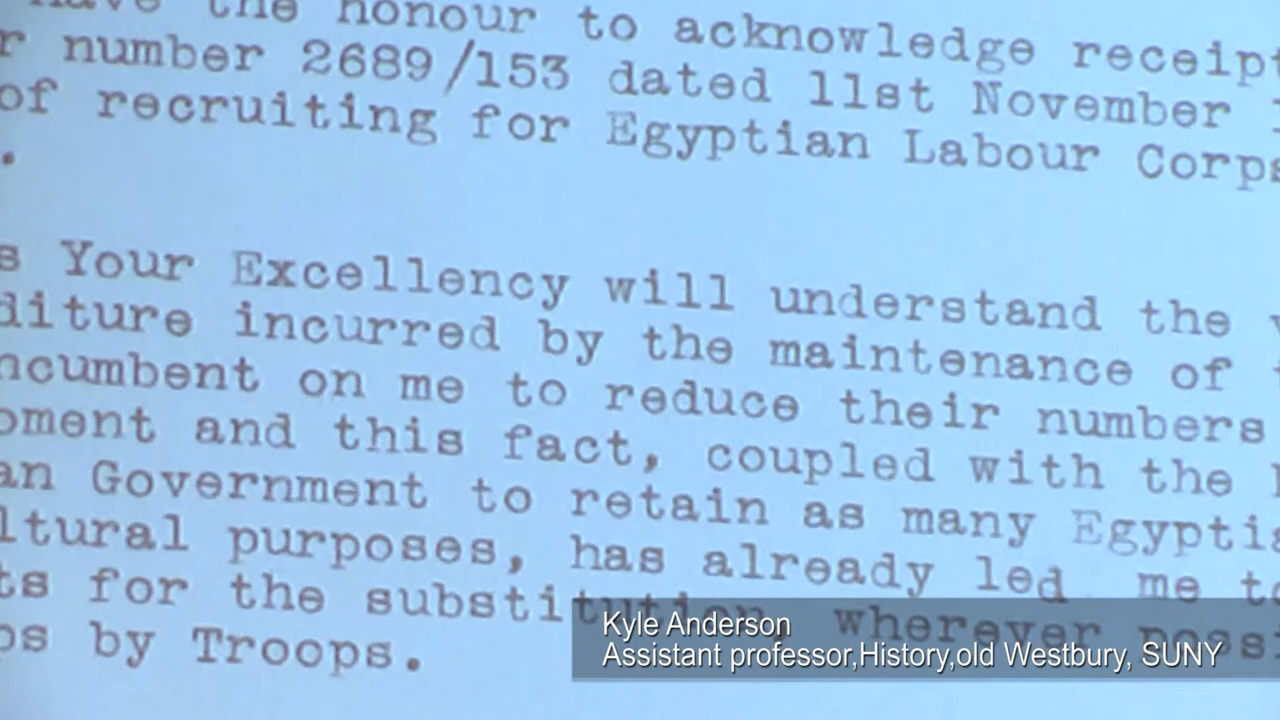 have the honour to acknowledge receipt
r number 2689/153 dated 11st November
of recruiting for Egyptian Labour Corps
.
s Your Excellency will understand the
diture incurred by the maintenance of
ncumbent on me to reduce their numbers
oment and this fact, coupled with the
an Government to retain as many Egyptia
ltural purposes, has already led me to
ts for the substitution wherever possi
ps by Troops.
Kyle Anderson
Assistant professor,History,old Westbury, SUNY